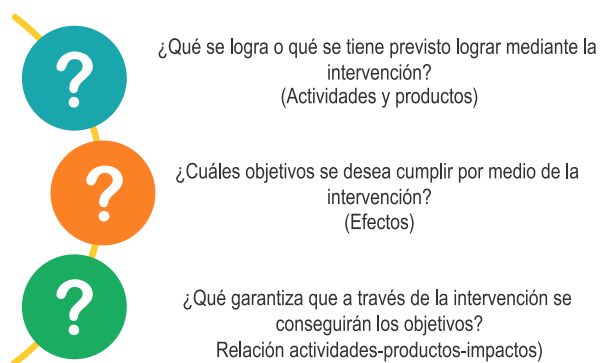 ¿Qué se logra o qué se tiene previsto lograr mediante la
intervención?
(Actividades y productos)
¿Cuáles objetivos se desea cumplir por medio de la
intervención?
(Efectos)
¿Qué garantiza que a través de la intervención se
conseguirán los objetivos?
Relación actividades-productos-impactos)
?
?
?